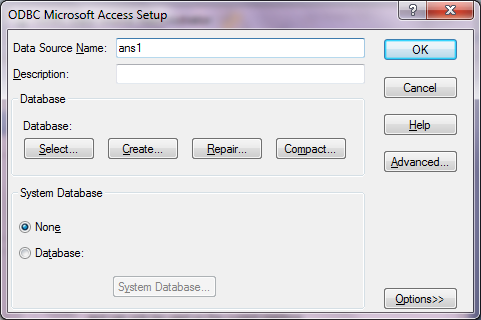 ODBC Microsoft Access Setup
Data Source Name: ans1
OK
Description:
Cancel
Database
Help
Database:
Select... Create... Repair... Compact...
Advanced...
System Database
None
Database:
System Database...
Options>>